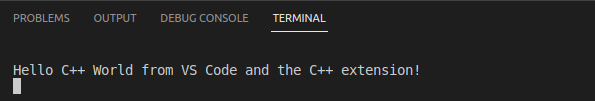 PROBLEMS OUTPUT DEBUG CONSOLE TERMINAL
Hello C++ World from VS Code and the C++ extension!